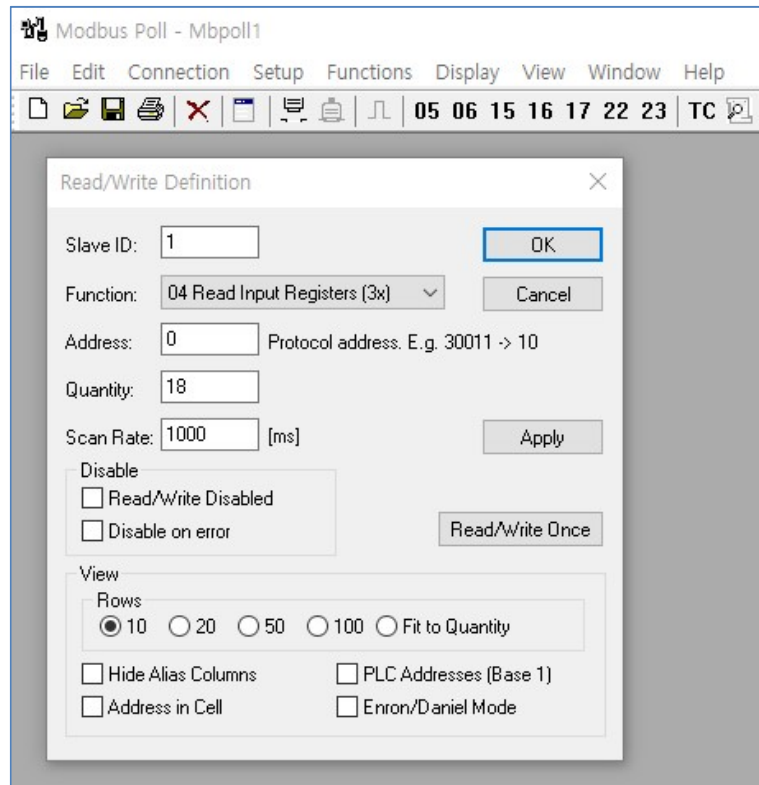 Modbus Poll - Mbpoll1
File Edit Connection Setup Functions Display View Window Help
05 06 15 16 17 22 23 TC
Read/Write Definition
Slave ID: 1 OK
Function: 04 Read Input Registers (3x) Cancel
Address: 0 Protocol address. E.g. 30011 -> 10
Quantity: 18
Scan Rate: 1000 [ms] Apply
Disable
Read/Write Disabled
Disable on error Read/Write Once
View
Rows
10 20 50 100 Fit to Quantity
Hide Alias Columns PLC Addresses (Base 1)
Address in Cell Enron/Daniel Mode